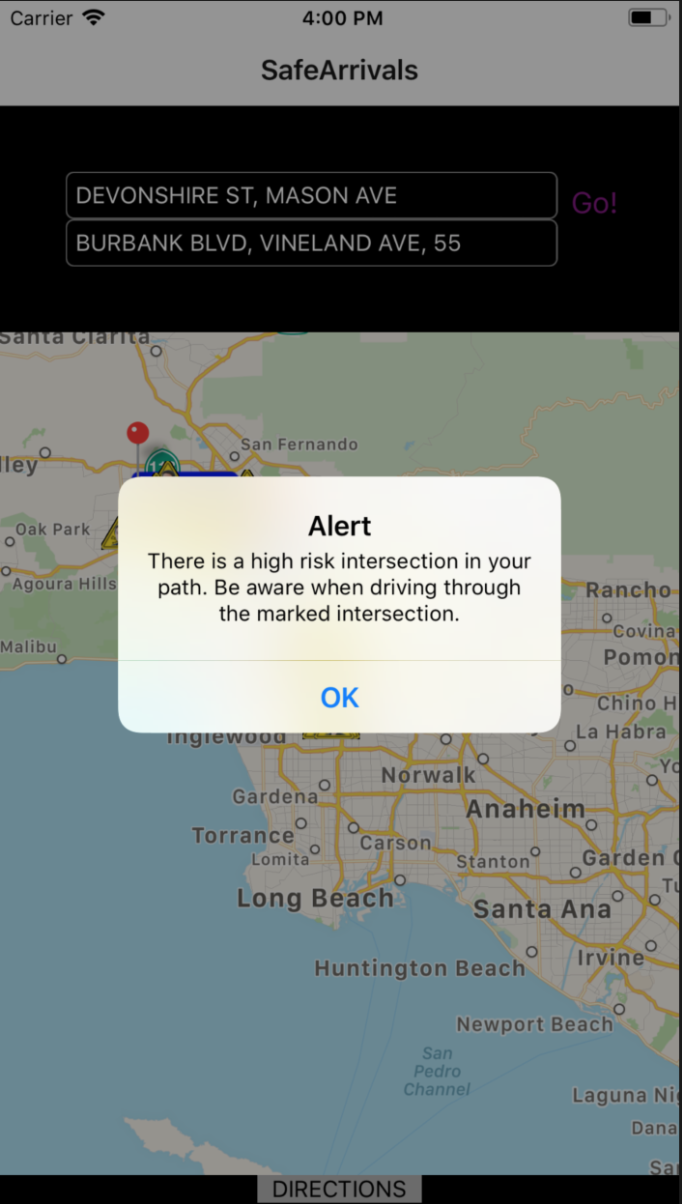 Carrier 4:00 PM
SafeArrivals
DEVONSHIRE ST, MASON AVE
Go!
BURBANK BLVD, VINELAND AVE, 55
Santa Clarita
San Fernando
lley
Oak Park
Agoura Hills
Alert
There is a high risk intersection in your
path. Be aware when driving through
the marked intersection.
OK
Rancho
Covina
Malibu
Pomon
Chino H
La Habra
Inglewood
Norwalk
Yo
Gardena
Anaheim
Torrance
Carson
Lomita
Stanton
Garden G
Tu
Long Beach
Santa Ana
Irvine
Huntington Beach
Newport Beach
San
Pedro
Channel
Laguna Ni
Dana
Sa
DIRECTIONS